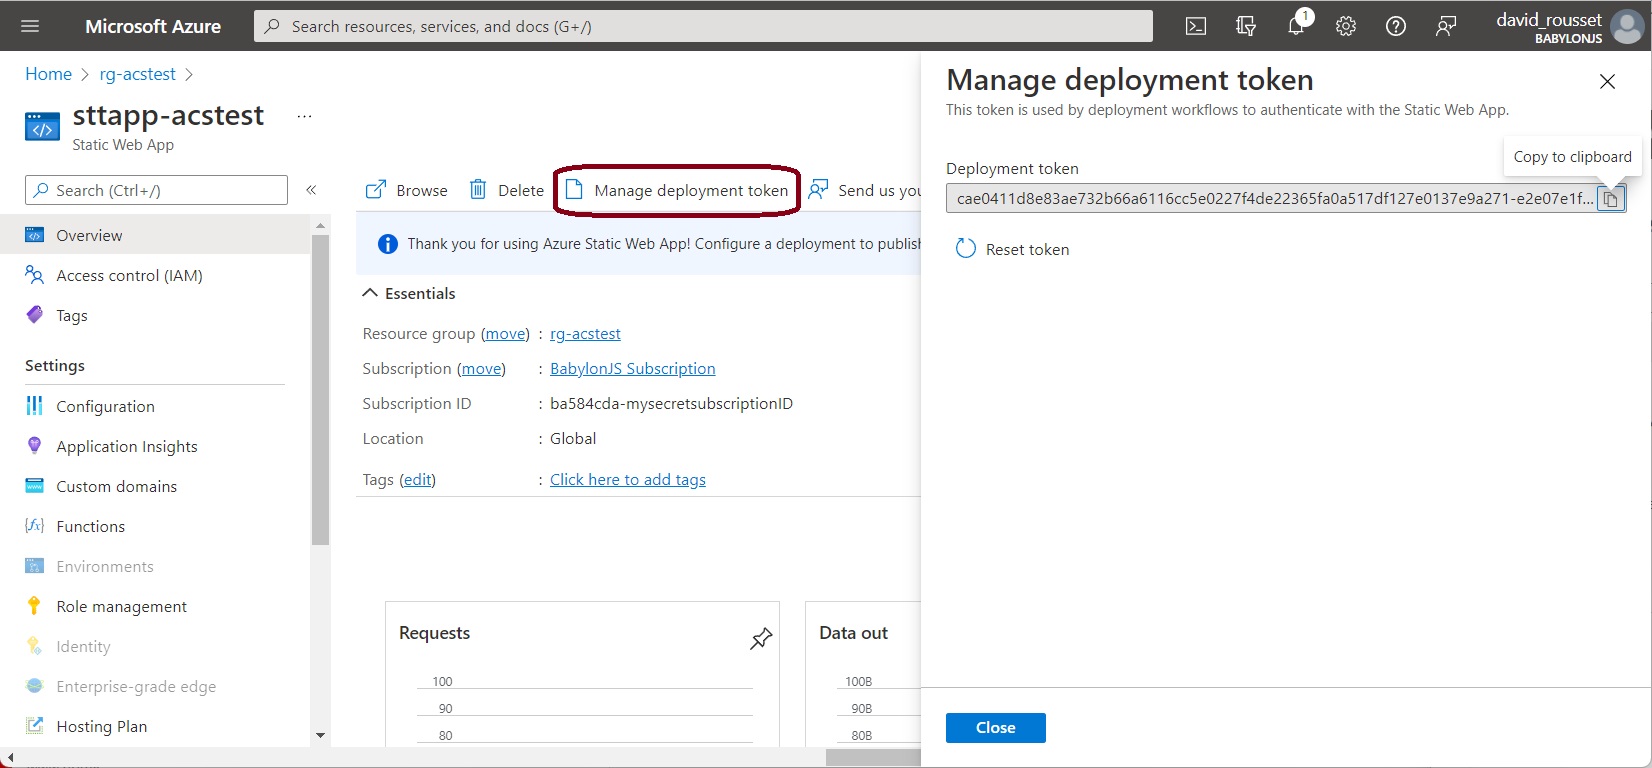 Microsoft Azure
Search resources, services, and docs (G+/)
1
david_rousset
BABYLONJS
Home > rg-acstest >
sttapp-acstest ...
Static Web App
Search (Ctrl+/)
«
Overview
Access control (IAM)
Tags
Settings
Configuration
Application Insights
Custom domains
Functions
Environments
Role management
Identity
Enterprise-grade edge
Hosting Plan
Browse
Delete
Manage deployment token
Send us you
Thank you for using Azure Static Web App! Configure a deployment to publish
Essentials
Resource group (move) : rg-acstest
Subscription (move) : BabylonJS Subscription
Subscription ID : ba584cda-mysecretsubscriptionID
Location : Global
Tags (edit) : Click here to add tags
Requests
100
90
80
Data out
100B
90B
80B
Manage deployment token
This token is used by deployment workflows to authenticate with the Static Web App.
Copy to clipboard
Deployment token
cae0411d8e83ae732b66a6116cc5e0227f4de22365fa0a517df127e0137e9a271-e2e07e1f...
Reset token
Close